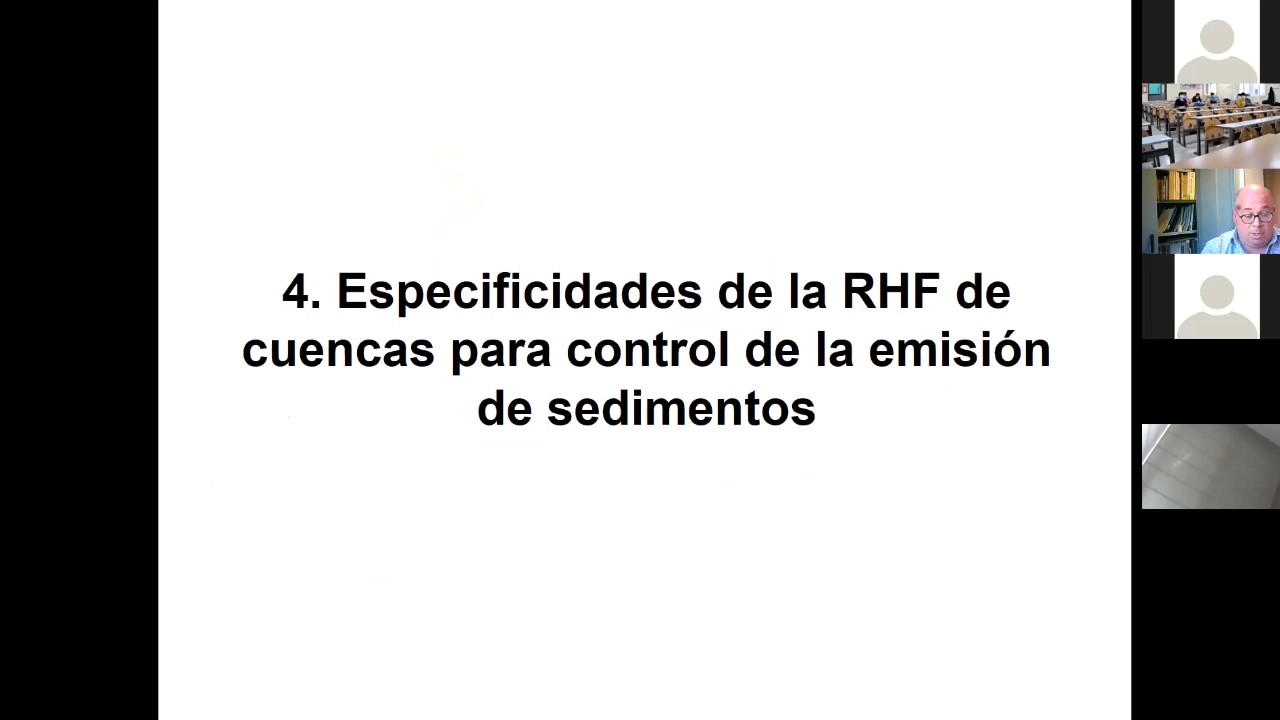 4. Especificidades de la RHF de
cuencas para control de la emisión
de sedimentos